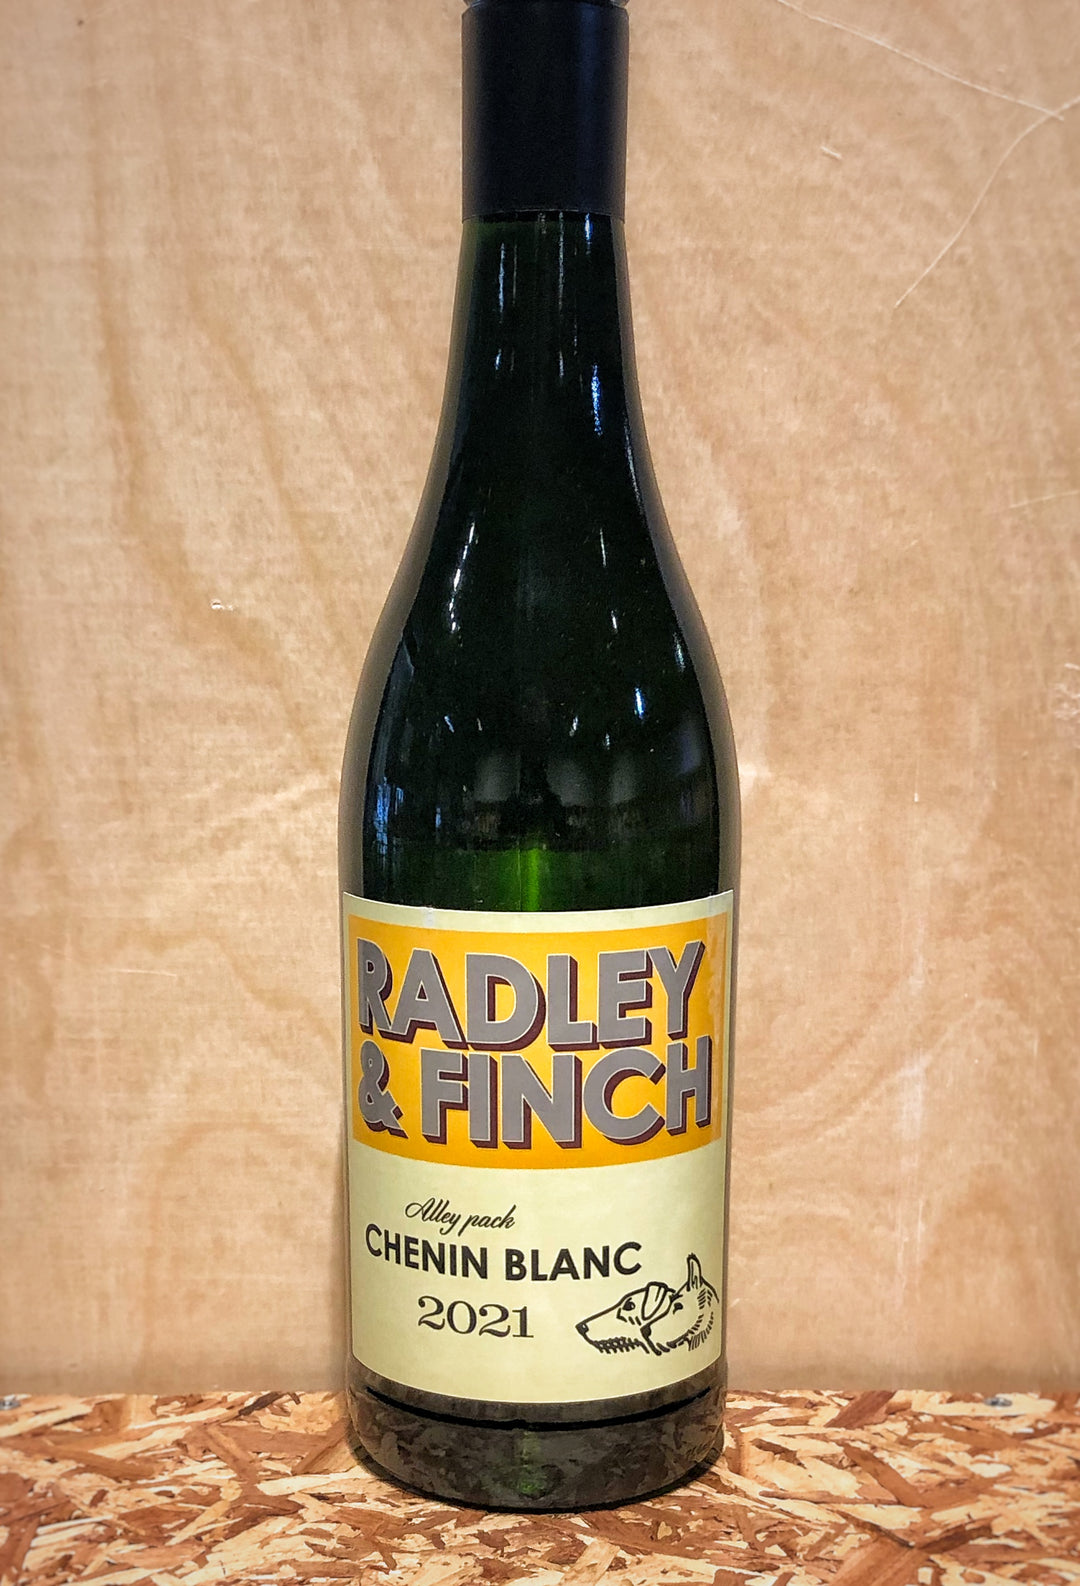 RADLEY
& FINCH
Alley pack
CHENIN BLANC
2021